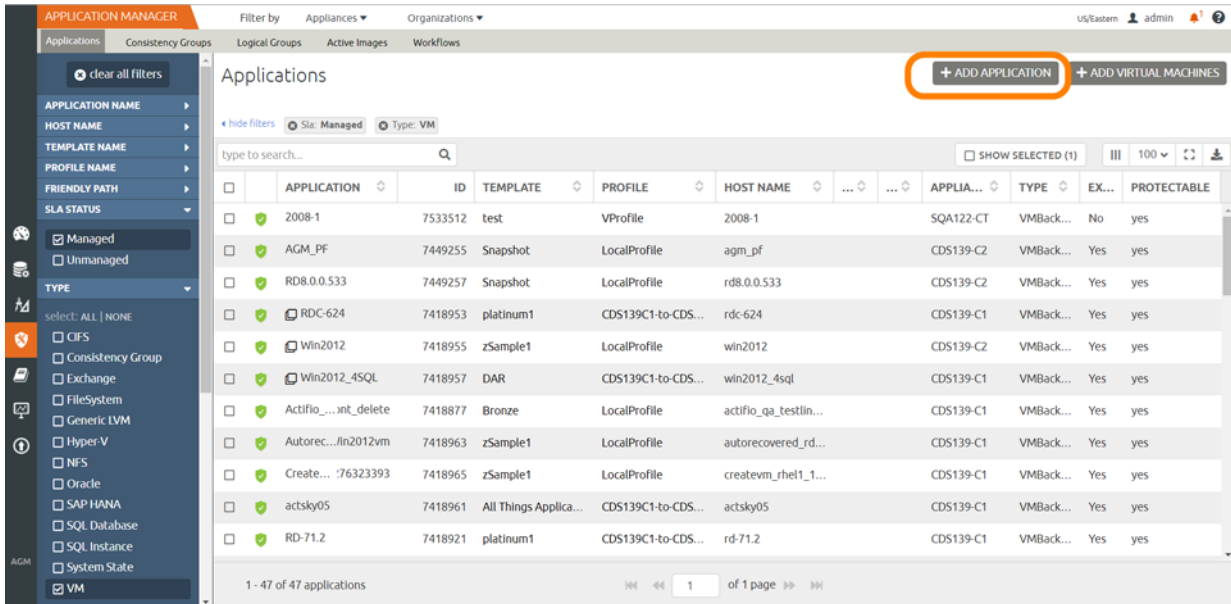 APPLICATION MANAGER Filter by Appliances Organizations US/Eastern admin 1
Applications Consistency Groups Logical Groups Active Images Workflows
clear all filters
APPLICATION NAME
HOST NAME
TEMPLATE NAME
PROFILE NAME
FRIENDLY PATH
SLA STATUS
Managed
Unmanaged
TYPE
select: ALL | NONE
CIFS
Consistency Group
Exchange
FileSystem
Generic LVM
Hyper-V
NFS
Oracle
SAP HANA
SQL Database
SQL Instance
System State
VM
AGM
Applications
+ ADD APPLICATION + ADD VIRTUAL MACHINES
hide filters Sla: Managed Type: VM
type to search... SHOW SELECTED (1) 100
APPLICATION ID TEMPLATE PROFILE HOST NAME ... ... APPLIA... TYPE EX... PROTECTABLE
2008-1 7533512 test VProfile 2008-1 SQA122-CT VMBack... No yes
AGM_PF 7449255 Snapshot LocalProfile agm_pf CDS139-C2 VMBack... Yes yes
RD8.0.0.533 7449257 Snapshot LocalProfile rd8.0.0.533 CDS139-C2 VMBack... Yes yes
RDC-624 7418953 platinum1 CDS139C1-to-CDS... rdc-624 CDS139-C1 VMBack... Yes yes
Win2012 7418955 zSample1 LocalProfile win2012 CDS139-C2 VMBack... Yes yes
Win2012_4SQL 7418957 DAR CDS139C1-to-CDS... win2012_4sql CDS139-C1 VMBack... Yes yes
Actifio_... nt_delete 7418877 Bronze LocalProfile actifio_qa_testlin... CDS139-C1 VMBack... Yes yes
Autorec.../in2012vm 7418963 zSample1 LocalProfile autorecovered_rd... CDS139-C1 VMBack... Yes yes
Create... 76323393 7418965 zSample1 LocalProfile createvm_rhel1_1... CDS139-C1 VMBack... Yes yes
actsky05 7418961 All Things Applica... CDS139C1-to-CDS... actsky05 CDS139-C1 VMBack... Yes yes
RD-71.2 7418921 platinum1 CDS139C1-to-CDS... rd-71.2 CDS139-C1 VMBack... Yes yes
1 - 47 of 47 applications 1 of 1 page